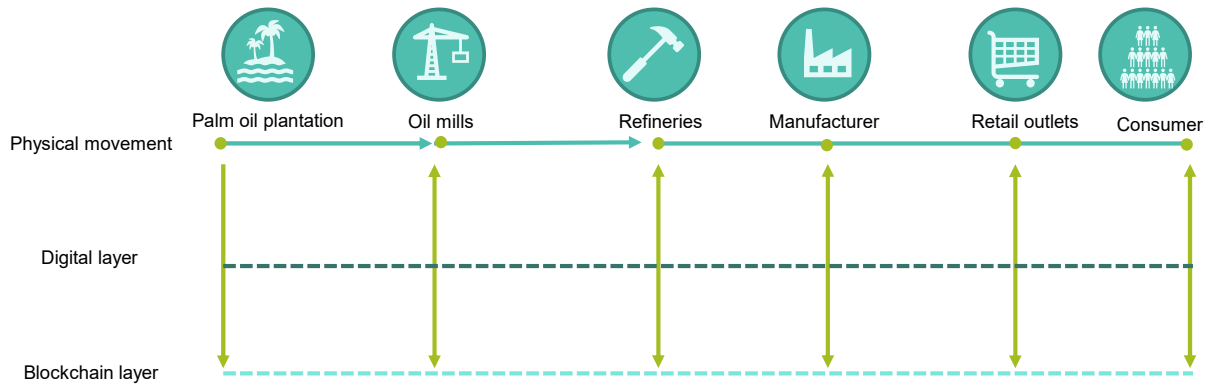 Palm oil plantation
Oil mills
Refineries
Manufacturer
Retail outlets
Consumer
Physical movement
Digital layer
Blockchain layer